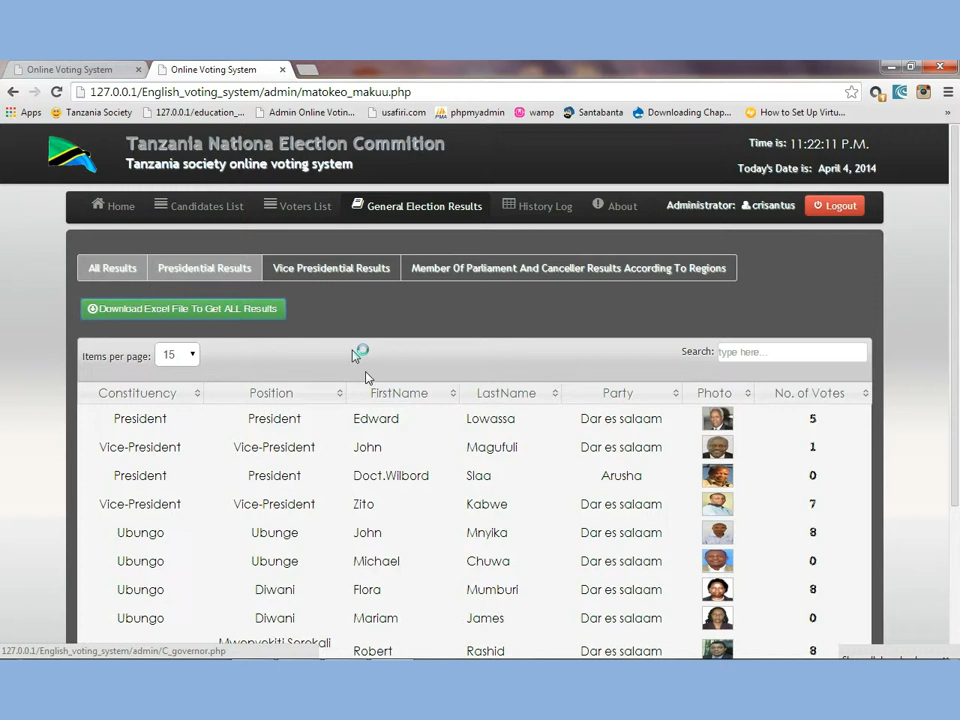 Online Voting System
Online Voting System
127.0.0.1/English_voting_system/admin/matokeo_makuu.php
Apps Tanzania Society 127.0.0.1/education_... Admin Online Votin... usafiri.com phpmyadmin wamp Santabanta Downloading Chap... How to Set Up Virtu... »
Tanzania Nationa Election Commition
Tanzania society online voting system
Time is: 11:22:11 P.M.
Today's Date is: April 4, 2014
Home Candidates List Voters List General Election Results History Log About Administrator: crisantus Logout
All Results Presidential Results Vice Presidential Results Member Of Parliament And Canceller Results According To Regions
Download Excel File To Get ALL Results
Items per page: 15 Search: type here...
Constituency Position FirstName LastName Party Photo No. of Votes
President President Edward Lowassa Dar es salaam 5
Vice-President Vice-President John Magufuli Dar es salaam 1
President President Doct.Wilbord Slaa Arusha 0
Vice-President Vice-President Zito Kabwe Dar es salaam 7
Ubungo Ubunge John Mnyika Dar es salaam 8
Ubungo Ubunge Michael Chuwa Dar es salaam 0
Ubungo Diwani Flora Mumburi Dar es salaam 8
Ubungo Diwani Mariam James Dar es salaam 0
Mwenyekiti Serekali
Robert Rashid Dar es salaam 8
127.0.0.1/English_voting_system/admin/C_governor.php